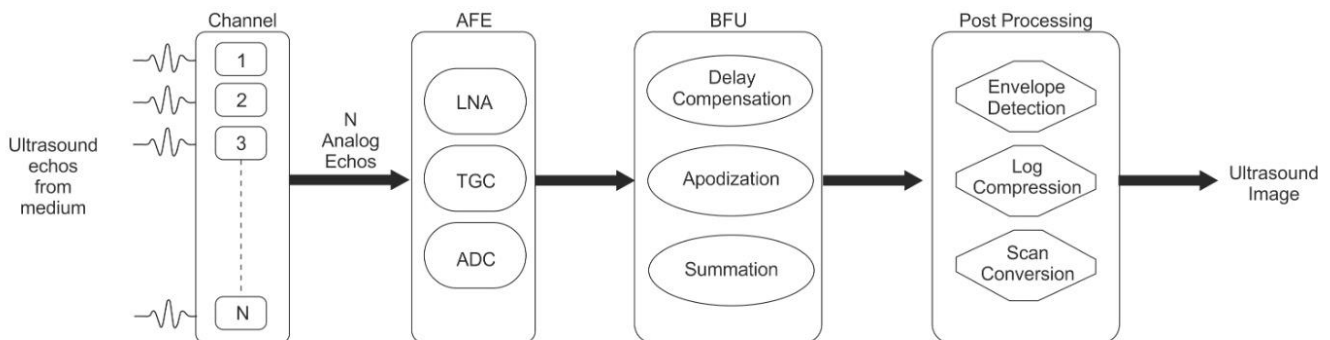 Channel
AFE
BFU
Post Processing
Ultrasound
echos
from
medium
1
2
3
N
N
Analog
Echos
LNA
TGC
ADC
Delay
Compensation
Apodization
Summation
Envelope
Detection
Log
Compression
Scan
Conversion
Ultrasound
Image